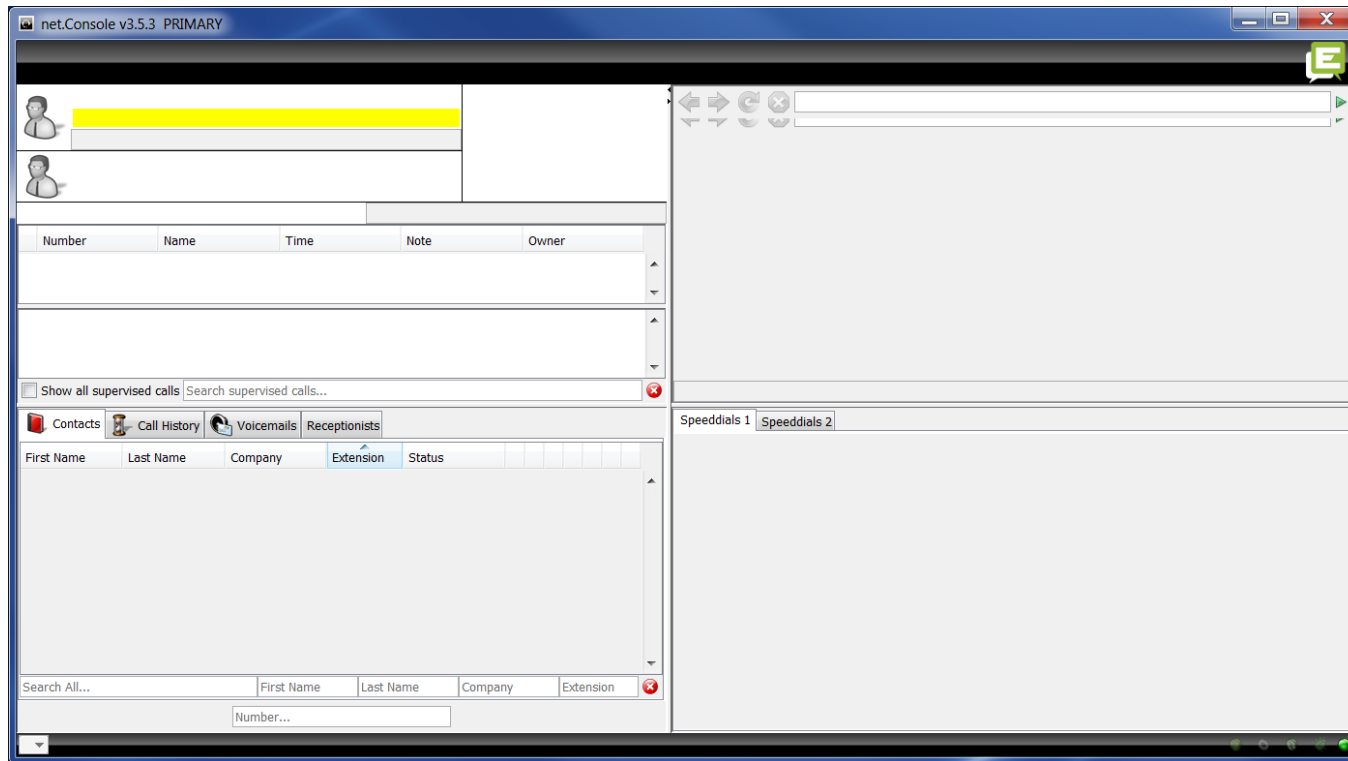 net.Console v3.5.3 PRIMARY
E
Number Name Time Note Owner
Show all supervised calls Search supervised calls...
Contacts Call History Voicemails Receptionists
First Name Last Name Company Extension Status
Search All... First Name Last Name Company Extension
Number...
Speeddials 1 Speeddials 2